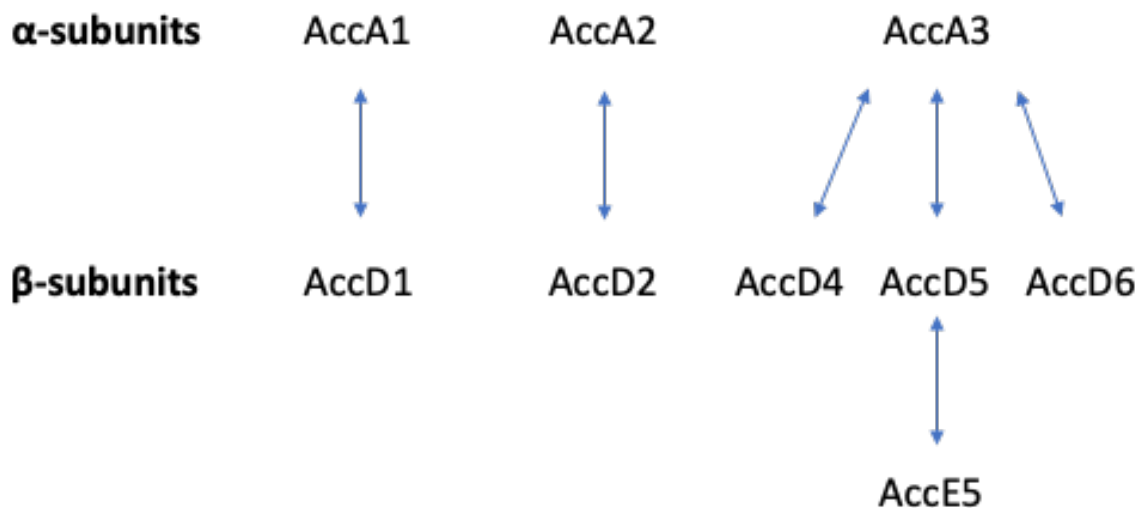 α-subunits AccA1 AccA2 AccA3
β-subunits AccD1 AccD2 AccD4 AccD5 AccD6
AccE5